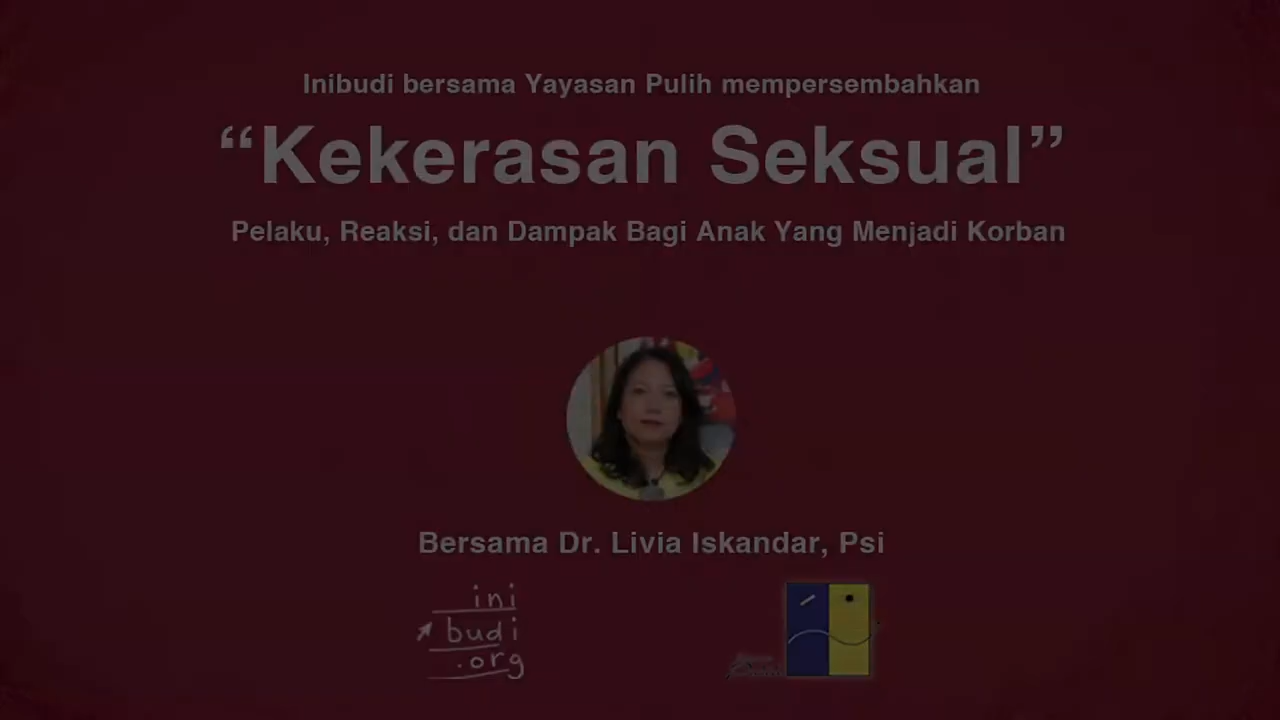 Inibudi bersama Yayasan Pulih mempersembahkan
“Kekerasan Seksual”
Pelaku, Reaksi, dan Dampak Bagi Anak Yang Menjadi Korban
Bersama Dr. Livia Iskandar, Psi
ini
budi
.org